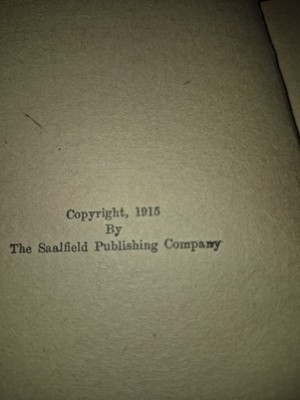 Copyright, 1915
By
The Saalfield Publishing Company